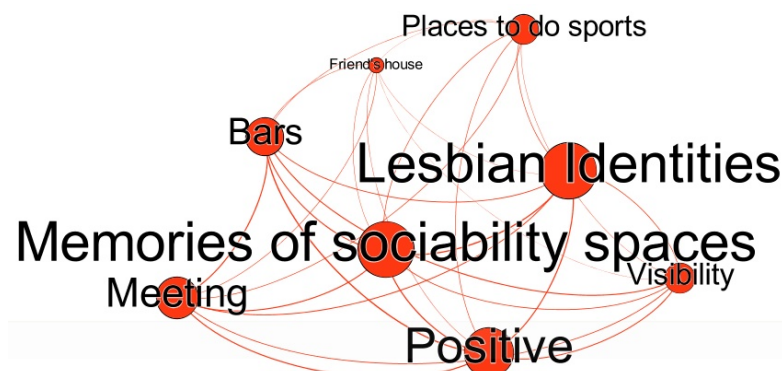 Places to do sports
Friend's house
Bars
Lesbian Identities
Memories of sociability spaces
Visibility
Meeting
Positive